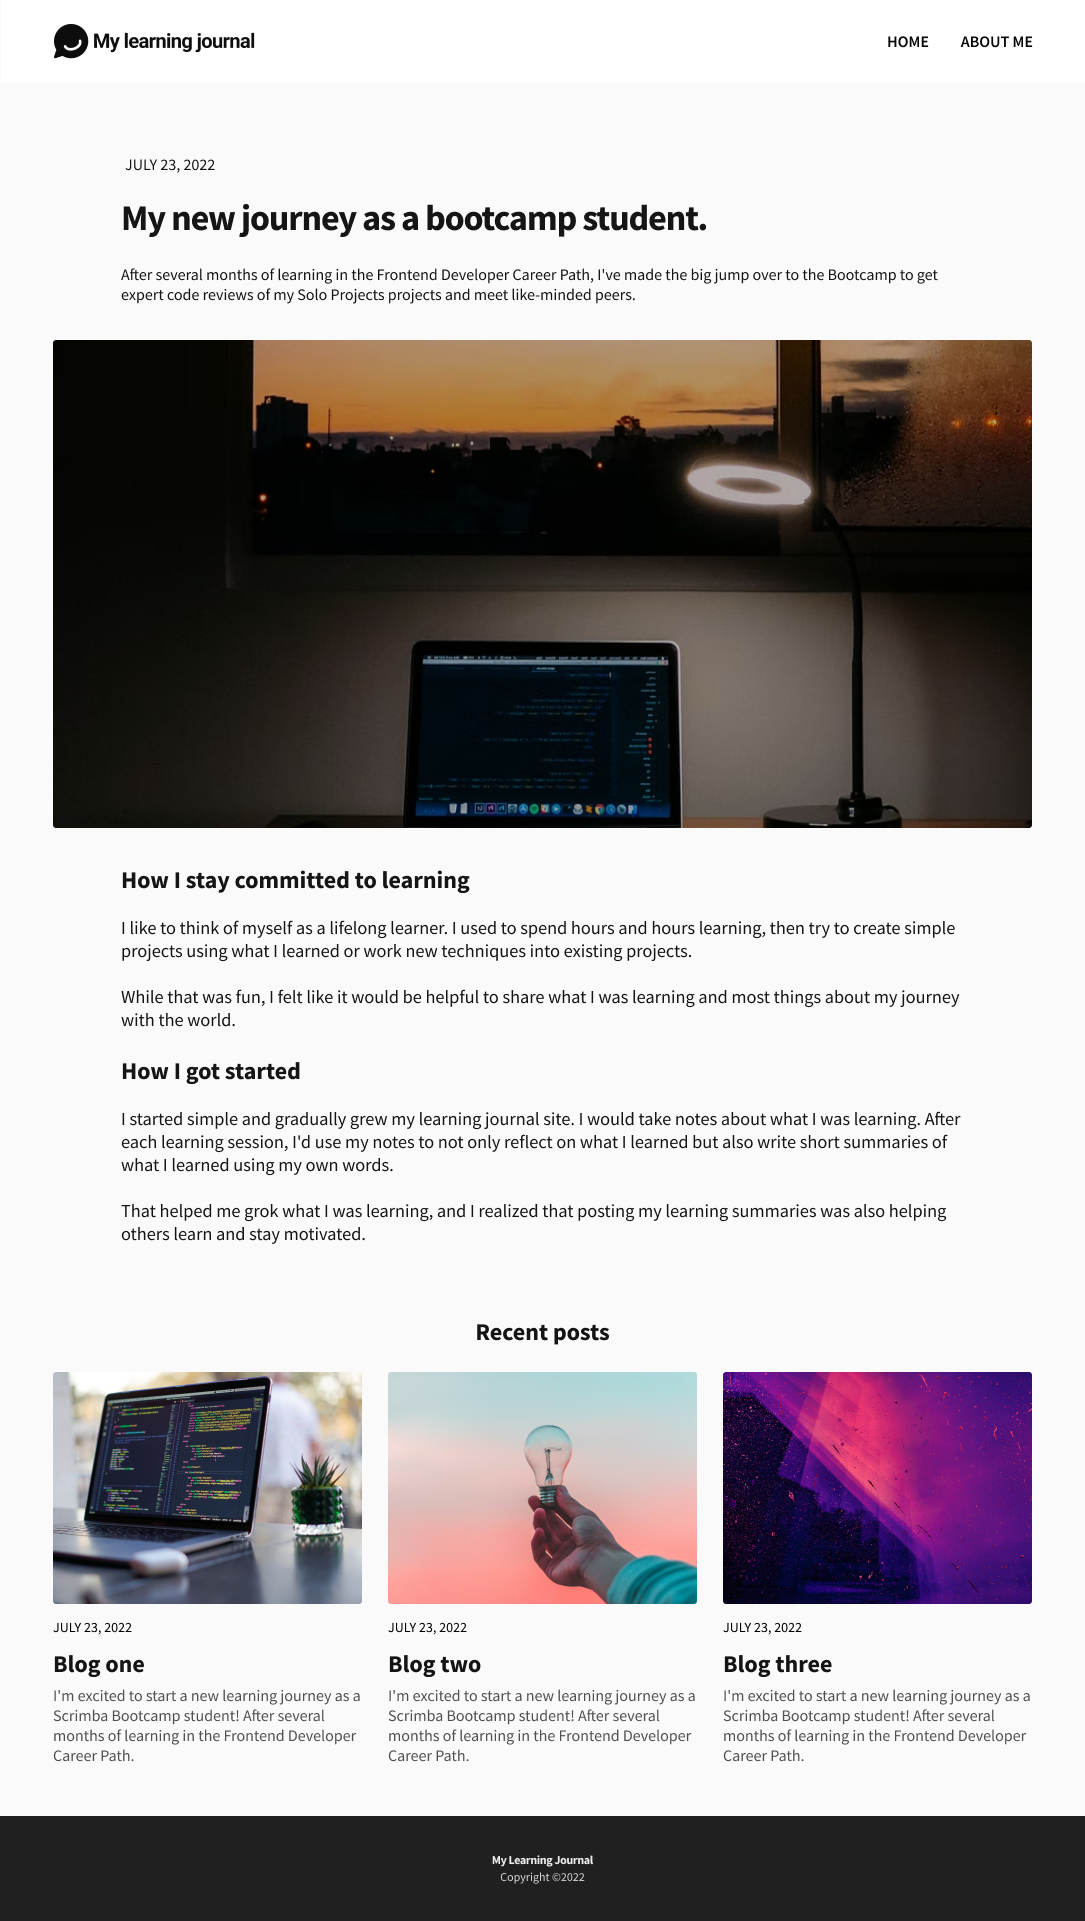 My learning journal
HOME
ABOUT ME
JULY 23, 2022
My new journey as a bootcamp student.
After several months of learning in the Frontend Developer Career Path, I've made the big jump over to the Bootcamp to get
expert code reviews of my Solo Projects projects and meet like-minded peers.
How I stay committed to learning
I like to think of myself as a lifelong learner. I used to spend hours and hours learning, then try to create simple
projects using what I learned or work new techniques into existing projects.
While that was fun, I felt like it would be helpful to share what I was learning and most things about my journey
with the world.
How I got started
I started simple and gradually grew my learning journal site. I would take notes about what I was learning. After
each learning session, I'd use my notes to not only reflect on what I learned but also write short summaries of
what I learned using my own words.
That helped me grok what I was learning, and I realized that posting my learning summaries was also helping
others learn and stay motivated.
Recent posts
JULY 23, 2022
Blog one
I'm excited to start a new learning journey as a
Scrimba Bootcamp student! After several
months of learning in the Frontend Developer
Career Path.
JULY 23, 2022
Blog two
I'm excited to start a new learning journey as a
Scrimba Bootcamp student! After several
months of learning in the Frontend Developer
Career Path.
JULY 23, 2022
Blog three
I'm excited to start a new learning journey as a
Scrimba Bootcamp student! After several
months of learning in the Frontend Developer
Career Path.
My Learning Journal
Copyright ©2022